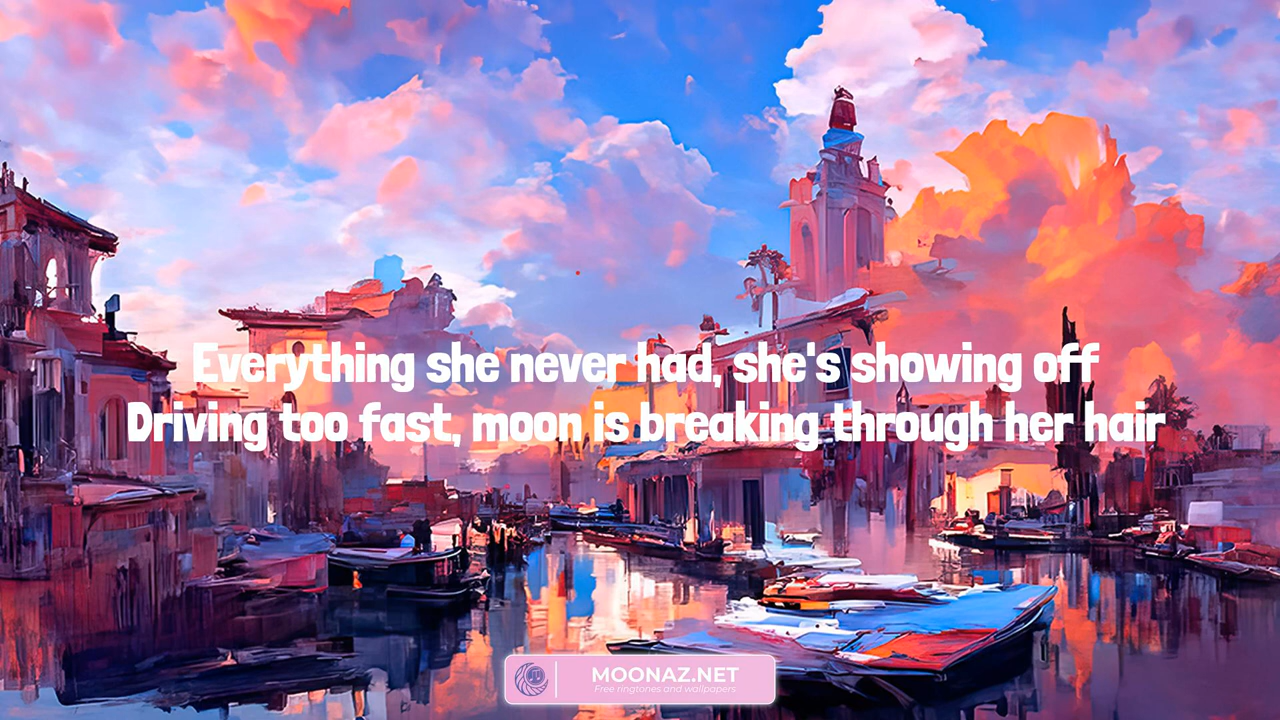 Everything she never had, she's showing off
Driving too fast, moon is breaking through her hair
MOONAZ.NET
Free ringtones and wallpapers